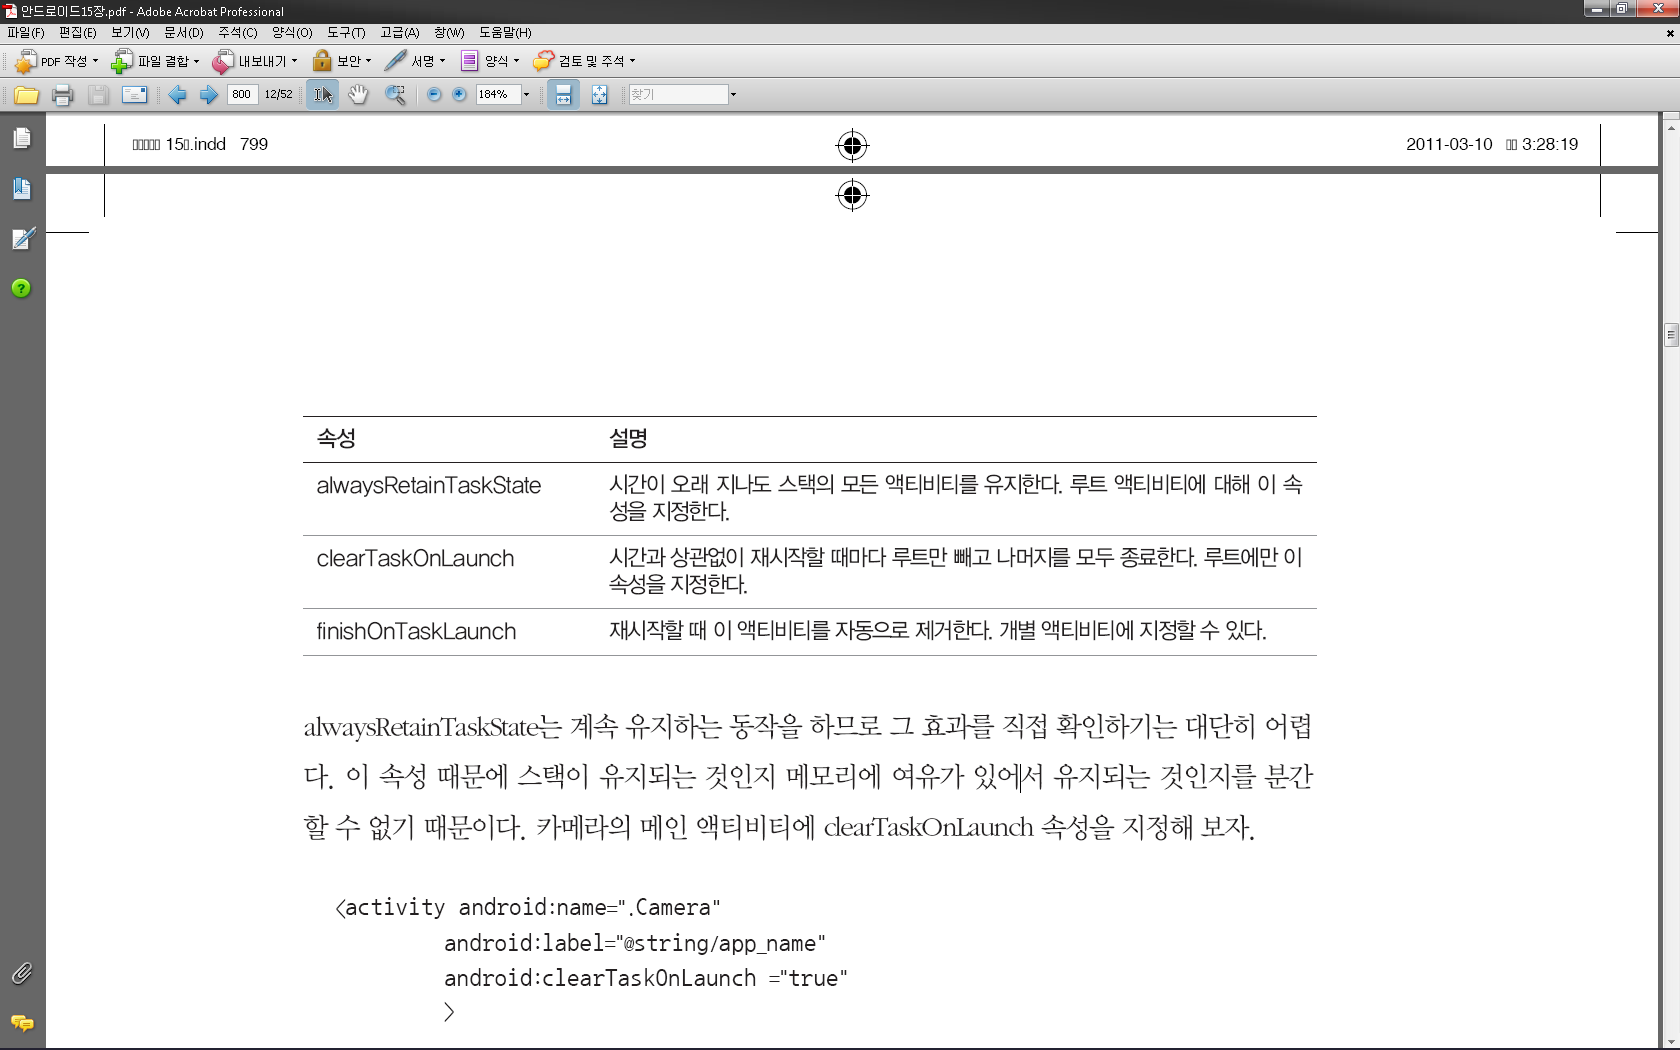 안드로이드15장.pdf - Adobe Acrobat Professional
파일(F) 편집(E) 보기(V) 문서(D) 주석(C) 양식(O) 도구(T) 고급(A) 창(W) 도움말(H)
PDF 작성 파일 결합 내보내기 보안 서명 양식 검토 및 주석
800 12/52 184% 찾기
15 .indd 799 2011-03-10 3:28:19
속성 설명
alwaysRetainTaskState 시간이 오래 지나도 스택의 모든 액티비티를 유지한다. 루트 액티비티에 대해 이 속
성을 지정한다.
clearTaskOnLaunch 시간과 상관없이 재시작할 때마다 루트만 빼고 나머지를 모두 종료한다. 루트에만 이
속성을 지정한다.
finishOnTaskLaunch 재시작할 때 이 액티비티를 자동으로 제거한다. 개별 액티비티에 지정할 수 있다.
alwaysRetainTaskState는 계속 유지하는 동작을 하므로 그 효과를 직접 확인하기는 대단히 어렵
다. 이 속성 때문에 스택이 유지되는 것인지 메모리에 여유가 있어서 유지되는 것인지를 분간
할 수 없기 때문이다. 카메라의 메인 액티비티에 clearTaskOnLaunch 속성을 지정해 보자.
<activity android:name=".Camera"
android:label="@string/app_name"
android:clearTaskOnLaunch ="true"
>